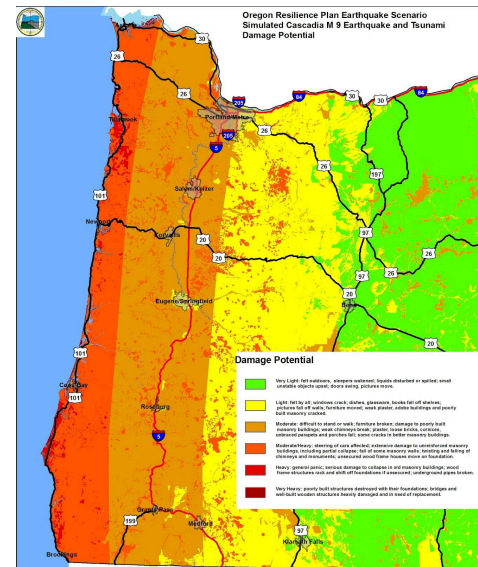 Oregon Resilience Plan Earthquake Scenario
Simulated Cascadia M 9 Earthquake and Tsunami
Damage Potential
30
26
26
205
84
30
30
84
Portland Metro
26
205
5
Tillamook
26
197
101
Salem/Keizer
Newport
Corvallis
20
20
97
26
26
97
20
Bend
Eugene/Springfield
20
101
Coos Bay
101
Roseburg
5
Grants Pass
199
Medford
97
Klamath Falls
Brookings
Damage Potential
Very Light: felt outdoors, sleepers wakened; liquids disturbed or spilled; small
unstable objects upset; doors swing, pictures move.
Light: felt by all; windows crack; dishes, glassware, books fall off shelves;
pictures fall off walls, furniture moved; weak plaster, adobe buildings and poorly
built masonry cracked.
Moderate: difficult to stand or walk; furniture broken; damage to poorly built
masonry buildings; weak chimneys break; plaster, loose bricks, cornices,
unbraced parapets and porches fall; some cracks in better masonry buildings.
Moderate/Heavy: steering of cars affected; extensive damage to unreinforced masonry
buildings, including partial collapse; fall of some masonry walls; twisting and falling of
chimneys and monuments; unsecured wood frame houses move on foundation.
Heavy: general panic; serious damage to collapse in old masonry buildings; wood
frame structures rack and shift off foundations if unsecured; underground pipes broken.
Very Heavy: poorly built structures destroyed with their foundations; bridges and
well-built wooden structures heavily damaged and in need of replacement.